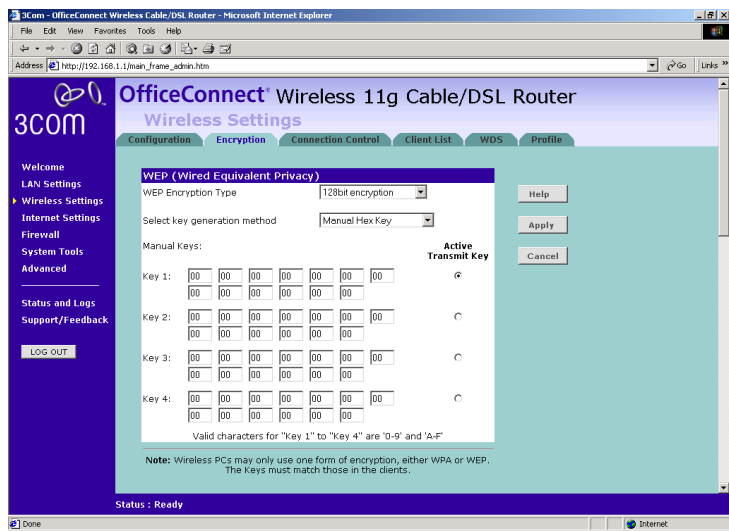 3Com - OfficeConnect Wireless Cable/DSL Router - Microsoft Internet Explorer
File Edit View Favorites Tools Help
Address http://192.168.1.1/main_frame_admin.htm Go Links »
3COM
OfficeConnect® Wireless 11g Cable/DSL Router
Wireless Settings
Configuration Encryption Connection Control Client List WDS Profile
Welcome
LAN Settings
Wireless Settings
Internet Settings
Firewall
System Tools
Advanced
Status and Logs
Support/Feedback
LOG OUT
WEP (Wired Equivalent Privacy)
WEP Encryption Type 128bit encryption
Select key generation method Manual Hex Key
Manual Keys: Active Transmit Key
Key 1: 00 00 00 00 00 00 00
00 00 00 00 00 00
Key 2: 00 00 00 00 00 00 00
00 00 00 00 00 00
Key 3: 00 00 00 00 00 00 00
00 00 00 00 00 00
Key 4: 00 00 00 00 00 00 00
00 00 00 00 00 00
Valid characters for "Key 1" to "Key 4" are '0-9' and 'A-F'
Note: Wireless PCs may only use one form of encryption, either WPA or WEP.
The Keys must match those in the clients.
Help
Apply
Cancel
Status : Ready
Done Internet